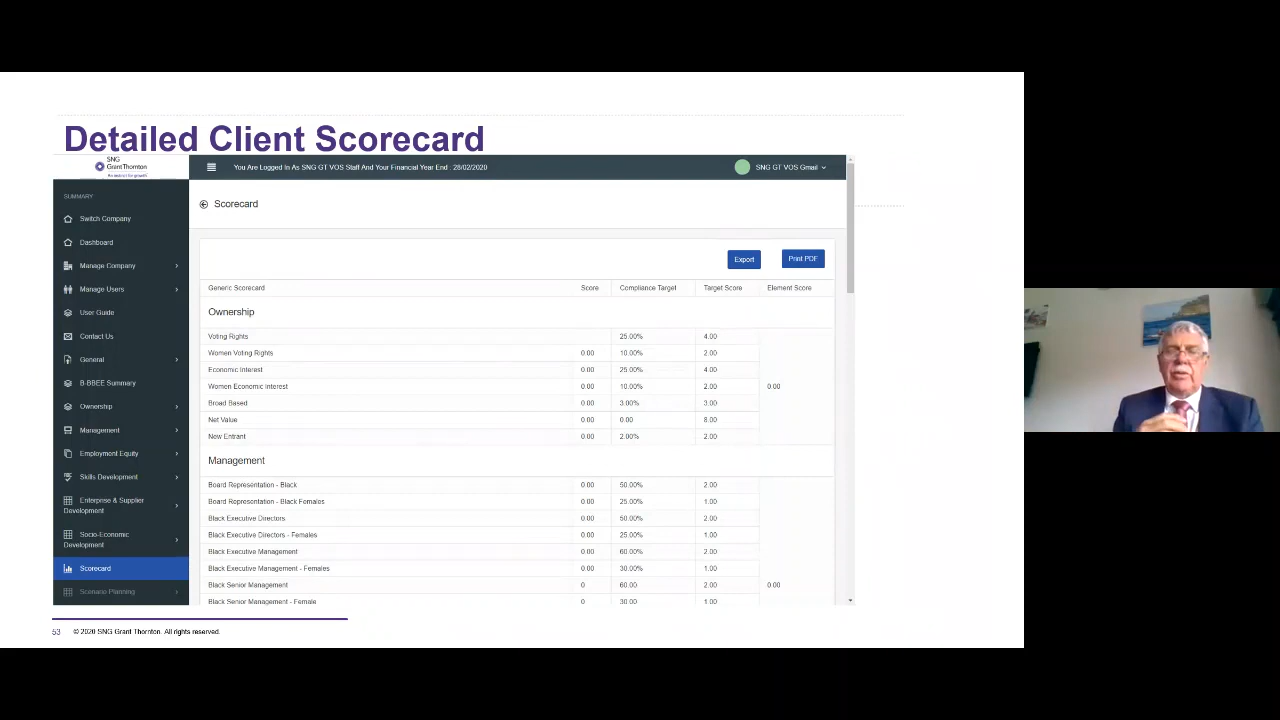 Detailed Client Scorecard
SNG
Grant Thornton
An instinct for growth
You Are Logged In As SNG GT VOS Staff And Your Financial Year End : 28/02/2020
SNG GT VOS Gmail
SUMMARY
Switch Company
Dashboard
Manage Company
Manage Users
User Guide
Contact Us
General
B-BBEE Summary
Ownership
Management
Employment Equity
Skills Development
Enterprise & Supplier
Development
Socio-Economic
Development
Scorecard
Scenario Planning
Scorecard
Export
Print PDF
Generic Scorecard Score Compliance Target Target Score Element Score
Ownership
Voting Rights 25.00% 4.00
Women Voting Rights 0.00 10.00% 2.00
Economic Interest 0.00 25.00% 4.00
Women Economic Interest 0.00 10.00% 2.00 0.00
Broad Based 0.00 3.00% 3.00
Net Value 0.00 0.00 8.00
New Entrant 0.00 2.00% 2.00
Management
Board Representation - Black 0.00 50.00% 2.00
Board Representation - Black Females 0.00 25.00% 1.00
Black Executive Directors 0.00 50.00% 2.00
Black Executive Directors - Females 0.00 25.00% 1.00
Black Executive Management 0.00 60.00% 2.00
Black Executive Management - Females 0.00 30.00% 1.00
Black Senior Management 0 60.00 2.00 0.00
Black Senior Management - Female 0 30.00 1.00
53 © 2020 SNG Grant Thornton. All rights reserved.